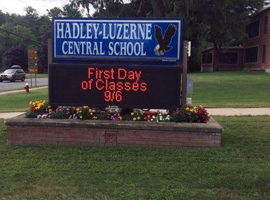 HADLEY-LUZERNE
CENTRAL SCHOOL
First Day
of Classes
9/6